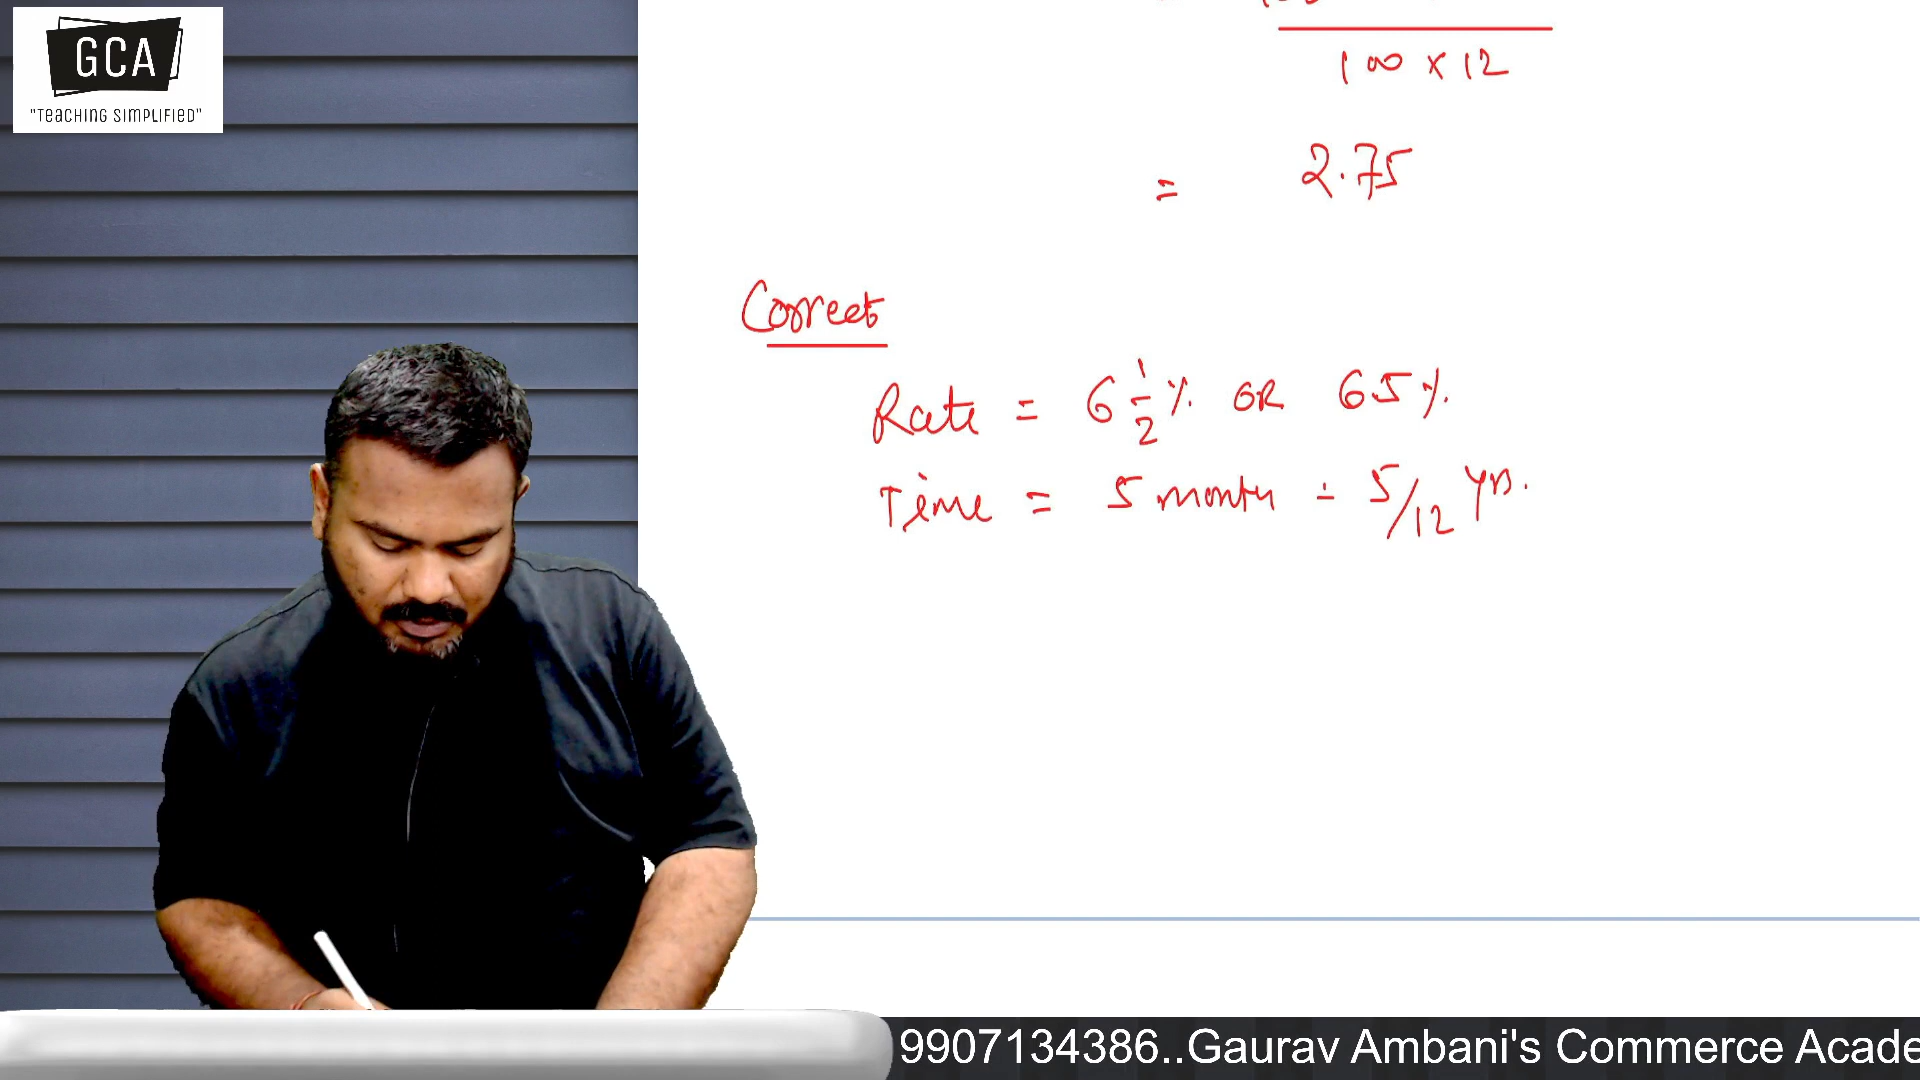 GCA
"Teaching Simplified"
100 x 12
= 2.75
Correct
Rate = 6 1/2 % OR 6.5 %
Time = 5 month = 5/12 yrs.
9907134386..Gaurav Ambani's Commerce Acade